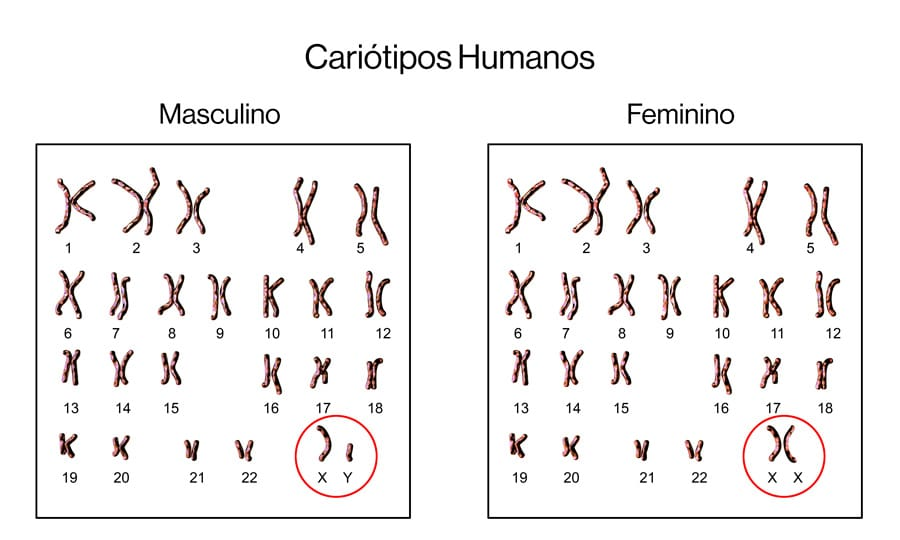 Cariótipos Humanos
Masculino
1 2 3 4 5
6 7 8 9 10 11 12
13 14 15 16 17 18
19 20 21 22 X Y
Feminino
1 2 3 4 5
6 7 8 9 10 11 12
13 14 15 16 17 18
19 20 21 22 X X